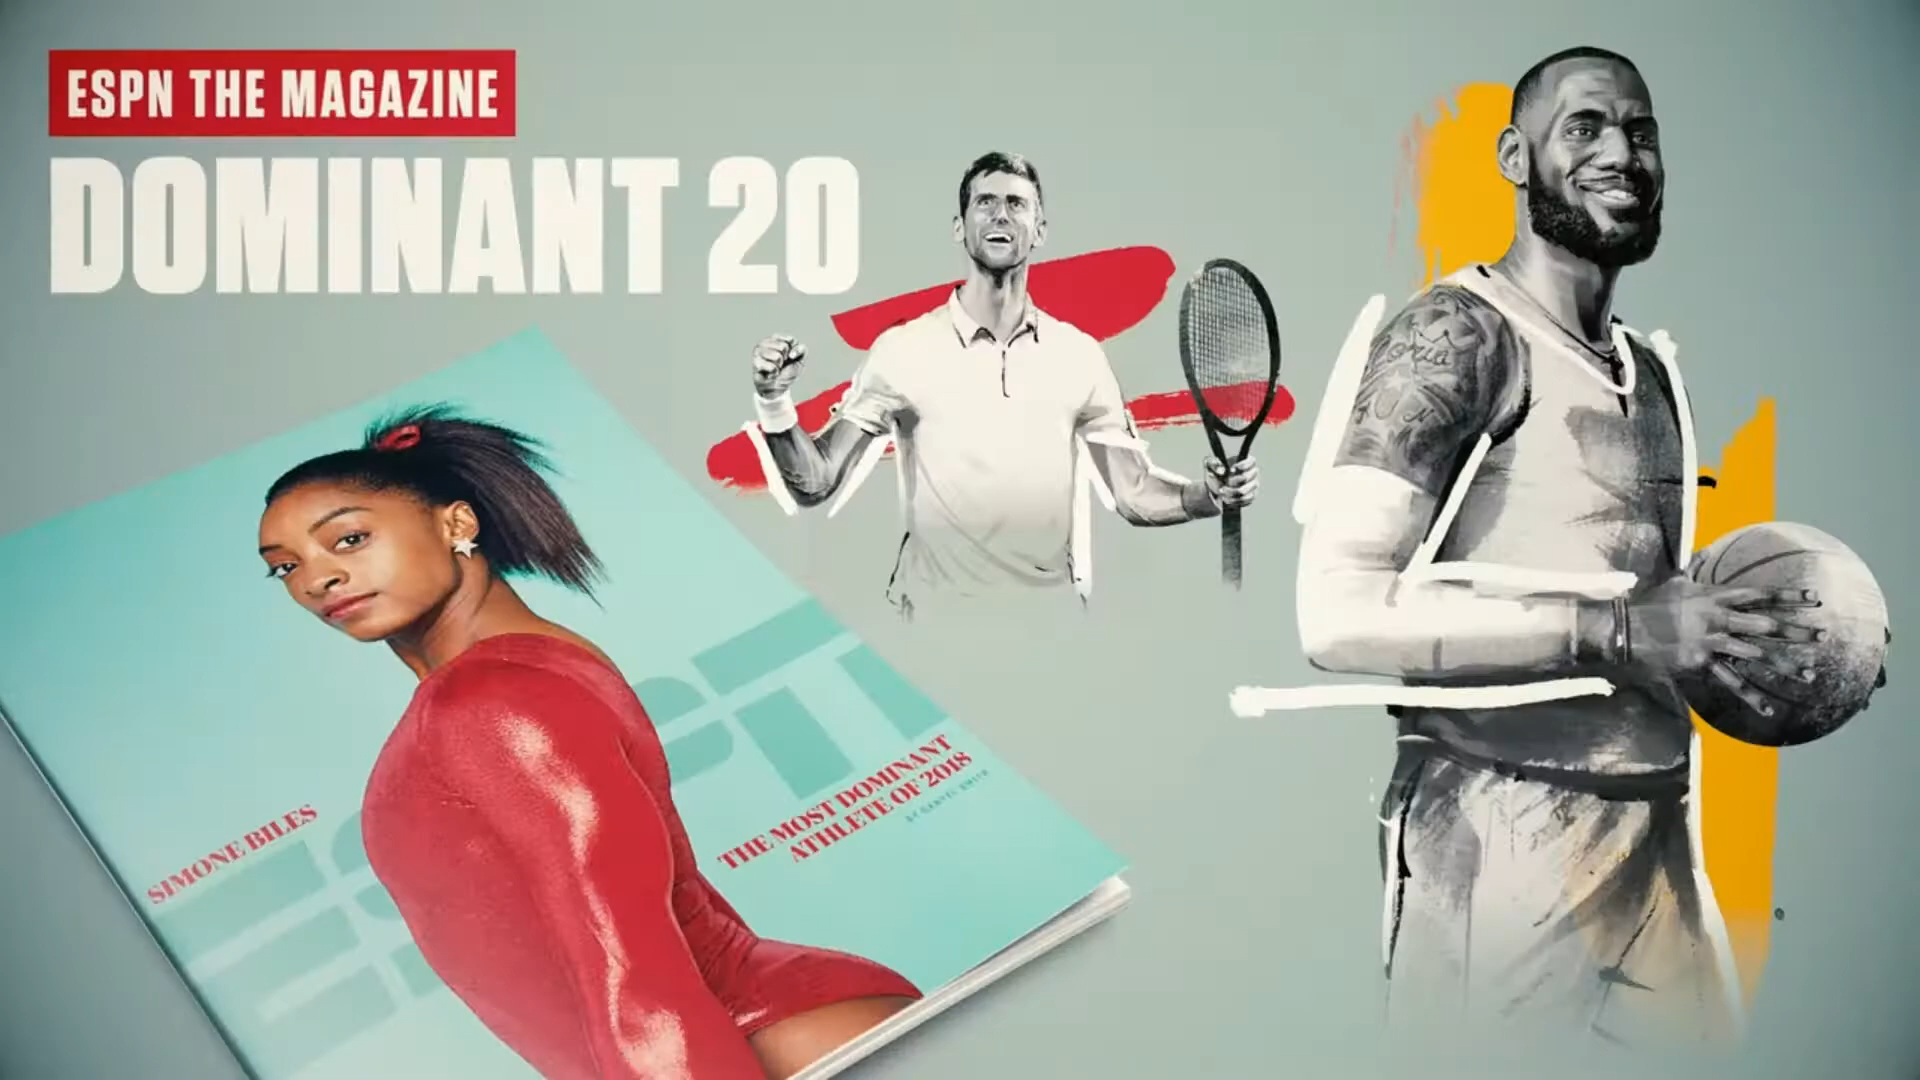 ESPN THE MAGAZINE
DOMINANT 20
SIMONE BILES
THE MOST DOMINANT
ATHLETE OF 2018